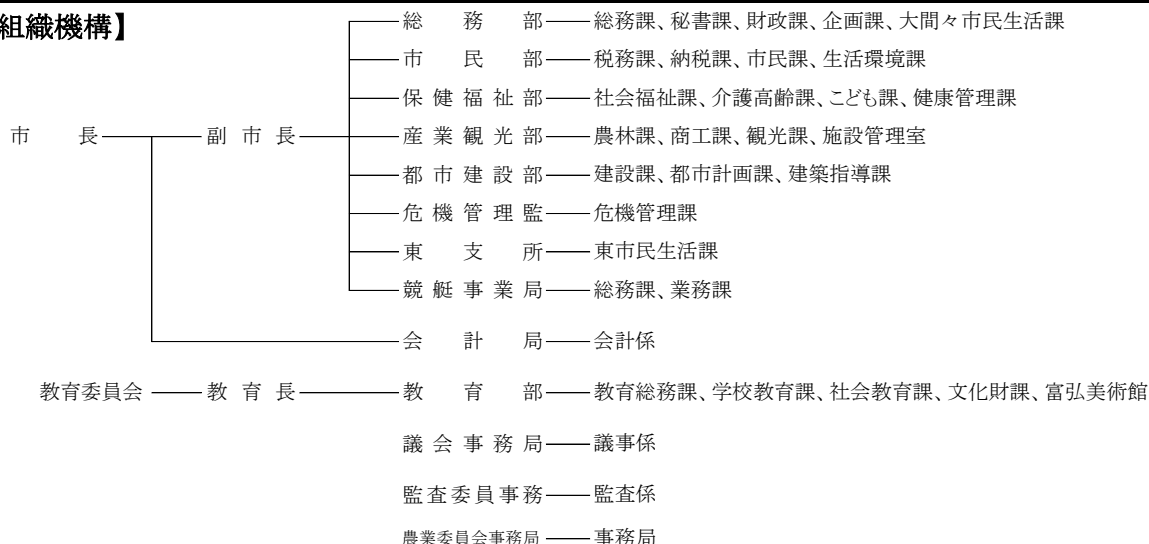 組織機構】
総務部 総務課、秘書課、財政課、企画課、大間々市民生活課
市民部 税務課、納税課、市民課、生活環境課
保健福祉部 社会福祉課、介護高齢課、こども課、健康管理課
市長 副市長 産業観光部 農林課、商工課、観光課、施設管理室
都市建設部 建設課、都市計画課、建築指導課
危機管理監 危機管理課
東支所 東市民生活課
競艇事業局 総務課、業務課
会計局 会計係
教育委員会 教育長 教育部 教育総務課、学校教育課、社会教育課、文化財課、富弘美術館
議会事務局 議事係
監査委員事務 監査係
農業委員会事務局 事務局